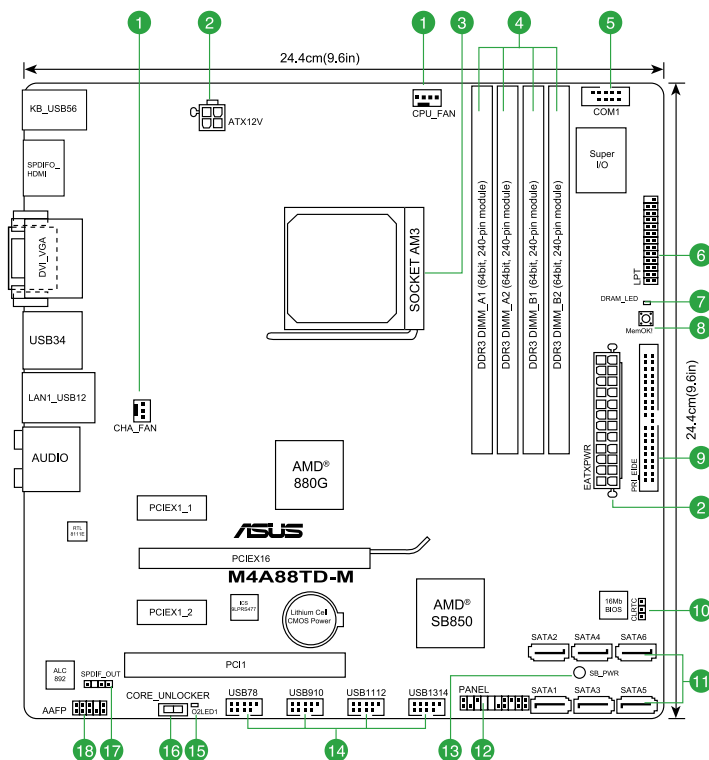 1
2
3
1
4
5
24.4cm(9.6in)
KB_USB56
ATX12V
CPU_FAN
COM1
SPDIFO_
HDMI
Super
I/O
DVI_VGA
SOCKET AM3
DDR3 DIMM_A1 (64bit, 240-pin module)
DDR3 DIMM_A2 (64bit, 240-pin module)
DDR3 DIMM_B1 (64bit, 240-pin module)
DDR3 DIMM_B2 (64bit, 240-pin module)
LPT
6
DRAM_LED
7
MemOK!
8
USB34
LAN1_USB12
CHA_FAN
EATXPWR
PRI_EIDE
24.4cm(9.6in)
9
AUDIO
AMD®
880G
2
PCIEX1_1
RTL
8111E
ASUS
PCIEX16
M4A88TD-M
PCIEX1_2
ICS
9LPRS477
Lithium Cell
CMOS Power
AMD®
SB850
16Mb
BIOS
CLRTC
10
SATA2
SATA4
SATA6
PCI1
ALC
892
SPDIF_OUT
SB_PWR
11
AAFP
CORE_UNLOCKER
O2LED1
USB78
USB910
USB1112
USB1314
PANEL
SATA1
SATA3
SATA5
18
17
16
15
14
13
12